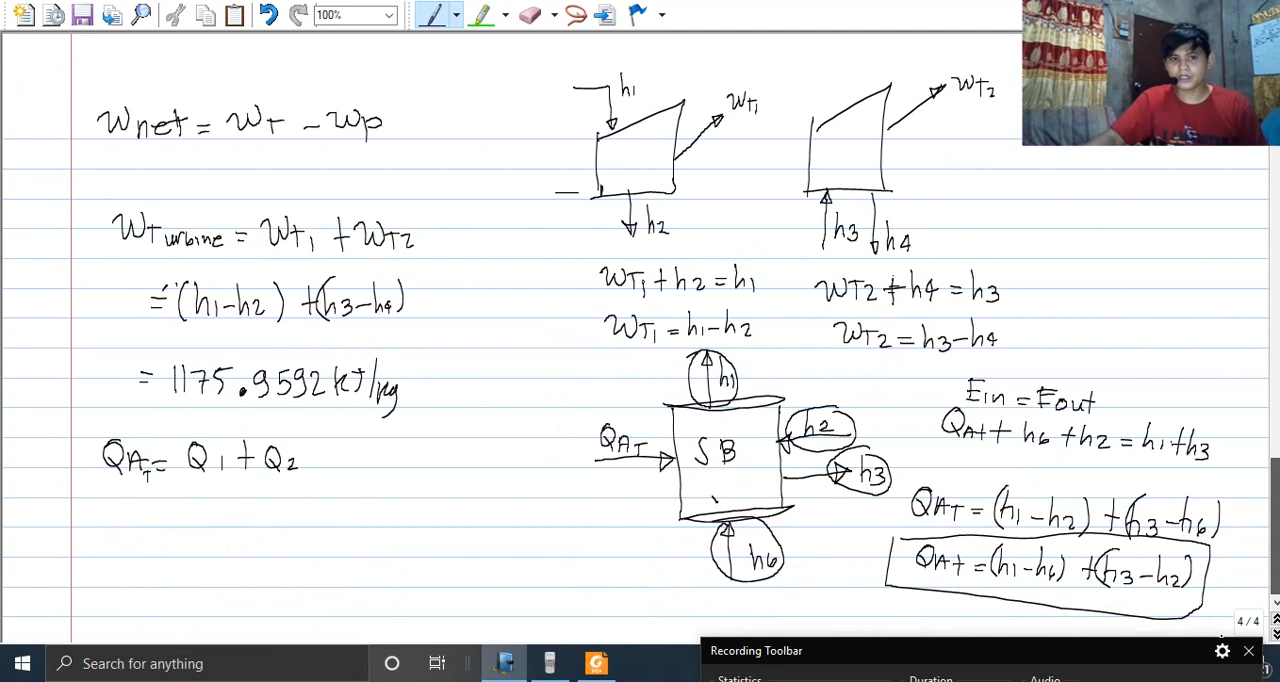 100%
Wnet = WT - WP
WTurbine = WT1 + WT2
= (h1-h2) + (h3-h4)
= 1175.9592 kJ/kg
QAT = Q1 + Q2
h1
WT1
h2
WT1 + h2 = h1
WT1 = h1-h2
WT2
h3
h4
WT2 + h4 = h3
WT2 = h3-h4
h1
QAT
SB
h2
h3
h6
Ein = Eout
QAT + h6 + h2 = h1 + h3
QAT = (h1-h2) + (h3-h6)
QAT = (h1-h6) + (h3-h2)
4 / 4
Search for anything
Recording Toolbar
Statistics
Duration
Audio